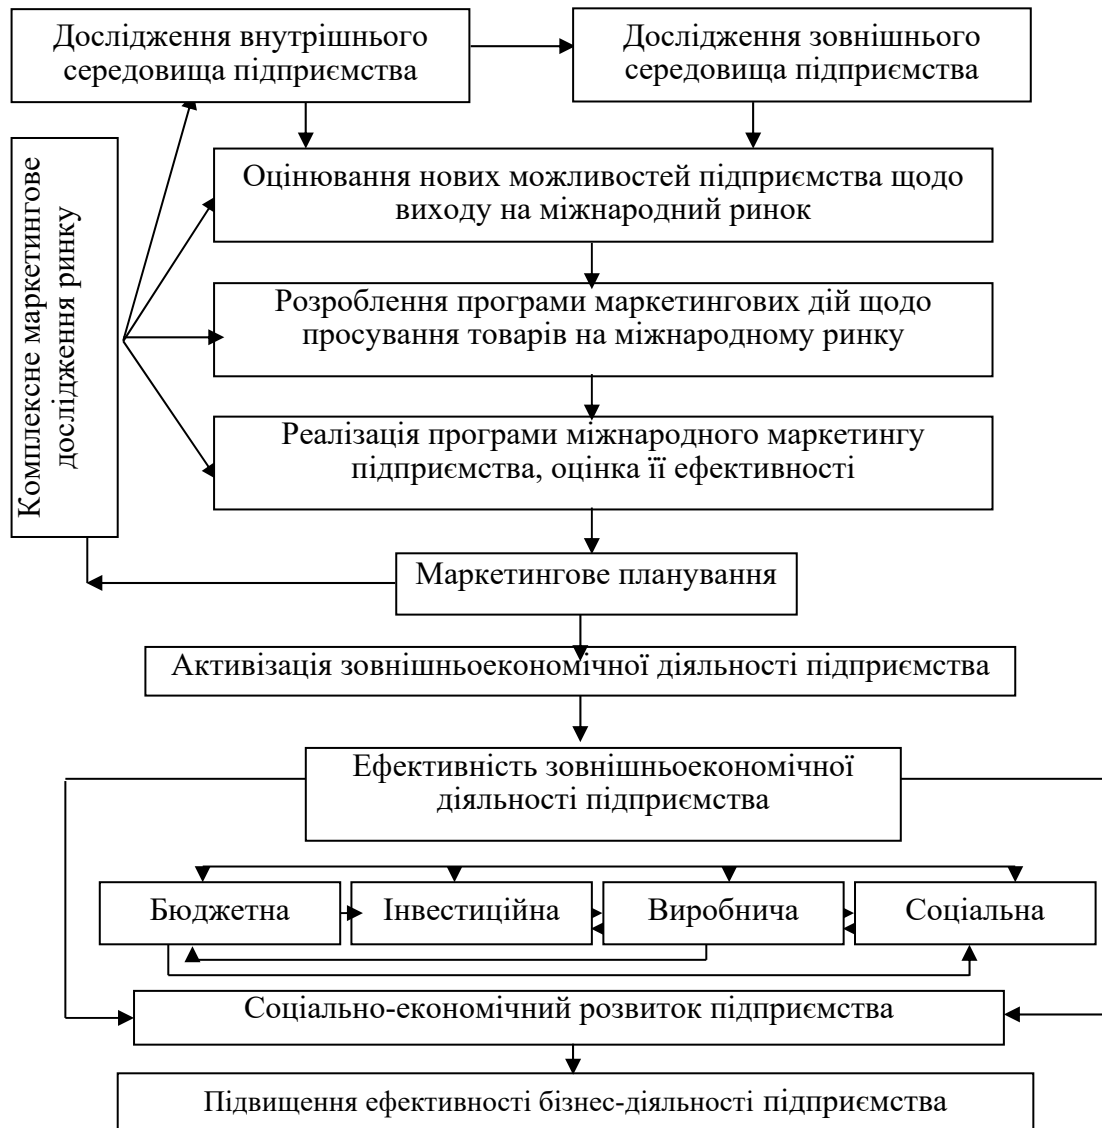 Дослідження внутрішнього
середовища підприємства
Дослідження зовнішнього
середовища підприємства
Комплексне маркетингове
дослідження ринку
Оцінювання нових можливостей підприємства щодо
виходу на міжнародний ринок
Розроблення програми маркетингових дій щодо
просування товарів на міжнародному ринку
Реалізація програми міжнародного маркетингу
підприємства, оцінка її ефективності
Маркетингове планування
Активізація зовнішньоекономічної діяльності підприємства
Ефективність зовнішньоекономічної
діяльності підприємства
Бюджетна
Інвестиційна
Виробнича
Соціальна
Соціально-економічний розвиток підприємства
Підвищення ефективності бізнес-діяльності підприємства